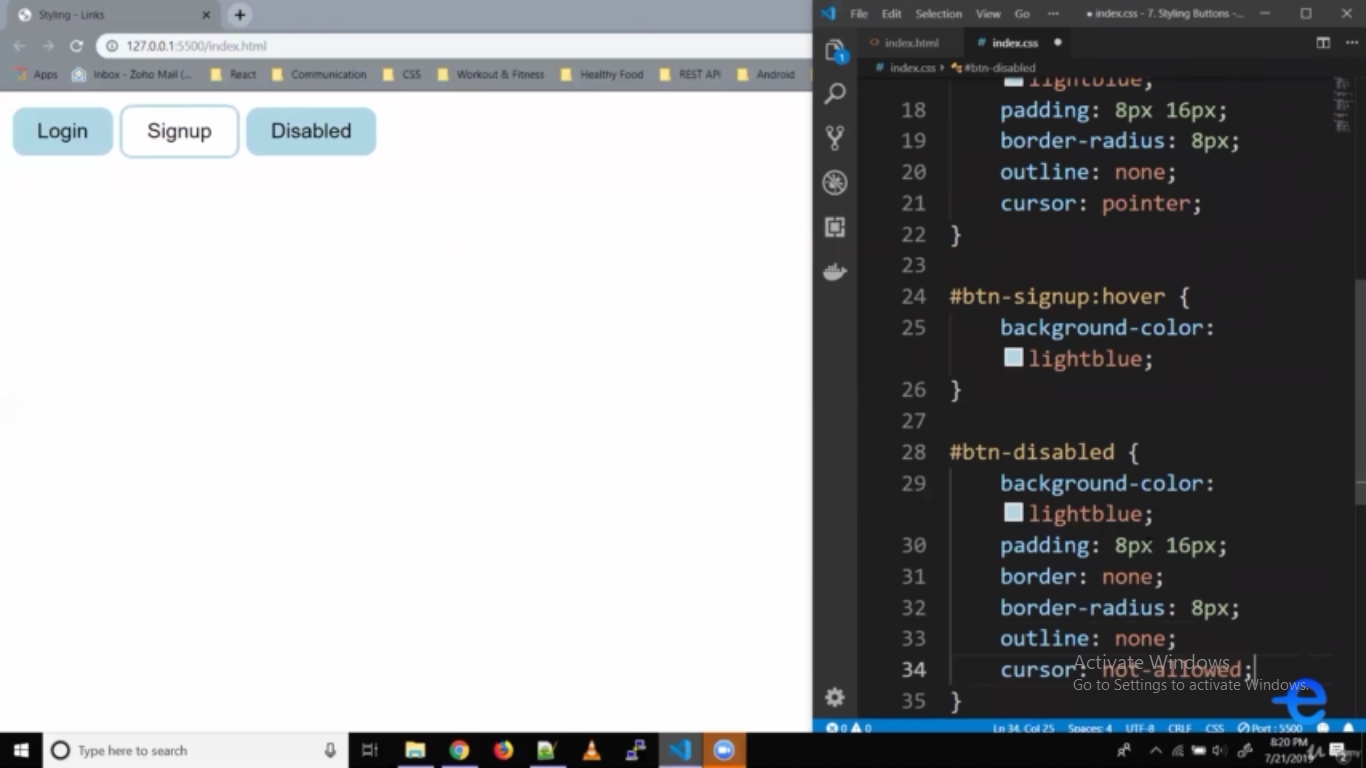 Styling - Links
127.0.0.1:5500/index.html
Apps Inbox - Zoho Mail (... React Communication CSS Workout & Fitness Healthy Food REST API Android
Login Signup Disabled
File Edit Selection View Go ··· ● index.css - 7. Styling Buttons -...
index.html # index.css ●
# index.css › #btn-disabled
lightblue;
18 padding: 8px 16px;
19 border-radius: 8px;
20 outline: none;
21 cursor: pointer;
22 }
23
24 #btn-signup:hover {
25 background-color:
lightblue;
26 }
27
28 #btn-disabled {
29 background-color:
lightblue;
30 padding: 8px 16px;
31 border: none;
32 border-radius: 8px;
33 outline: none;
34 cursor: not-allowed;
35 }
Activate Windows
Go to Settings to activate Windows.
0 0 Ln 34, Col 25 Spaces: 4 UTF-8 CRLF CSS Port : 5500
Type here to search
8:20 PM